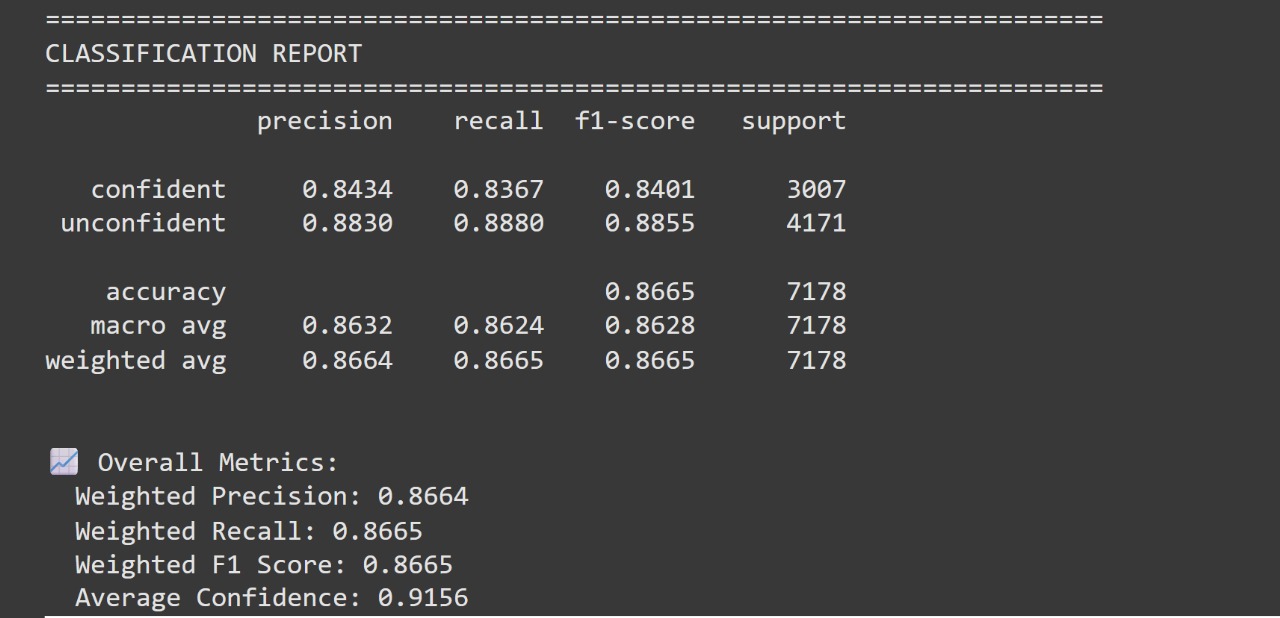 ======================================================================
CLASSIFICATION REPORT
======================================================================
              precision    recall  f1-score   support

   confident     0.8434    0.8367    0.8401      3007
 unconfident     0.8830    0.8880    0.8855      4171

    accuracy                         0.8665      7178
   macro avg     0.8632    0.8624    0.8628      7178
weighted avg     0.8664    0.8665    0.8665      7178

📈 Overall Metrics:
  Weighted Precision: 0.8664
  Weighted Recall: 0.8665
  Weighted F1 Score: 0.8665
  Average Confidence: 0.9156